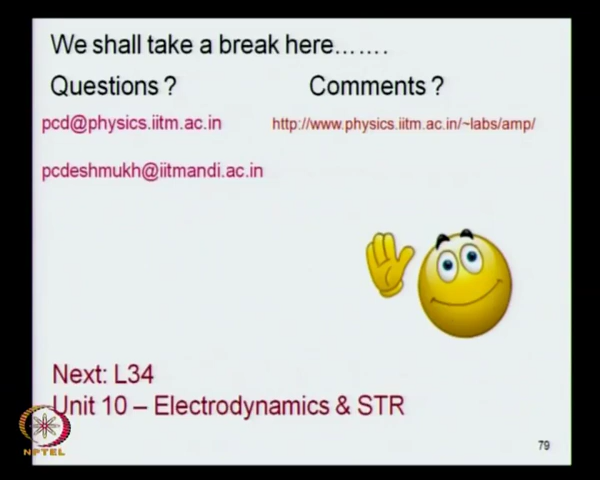 We shall take a break here…….
Questions ? Comments ?
pcd@physics.iitm.ac.in http://www.physics.iitm.ac.in/~labs/amp/
pcdeshmukh@iitmandi.ac.in
Next: L34
Unit 10 – Electrodynamics & STR
NPTEL
79